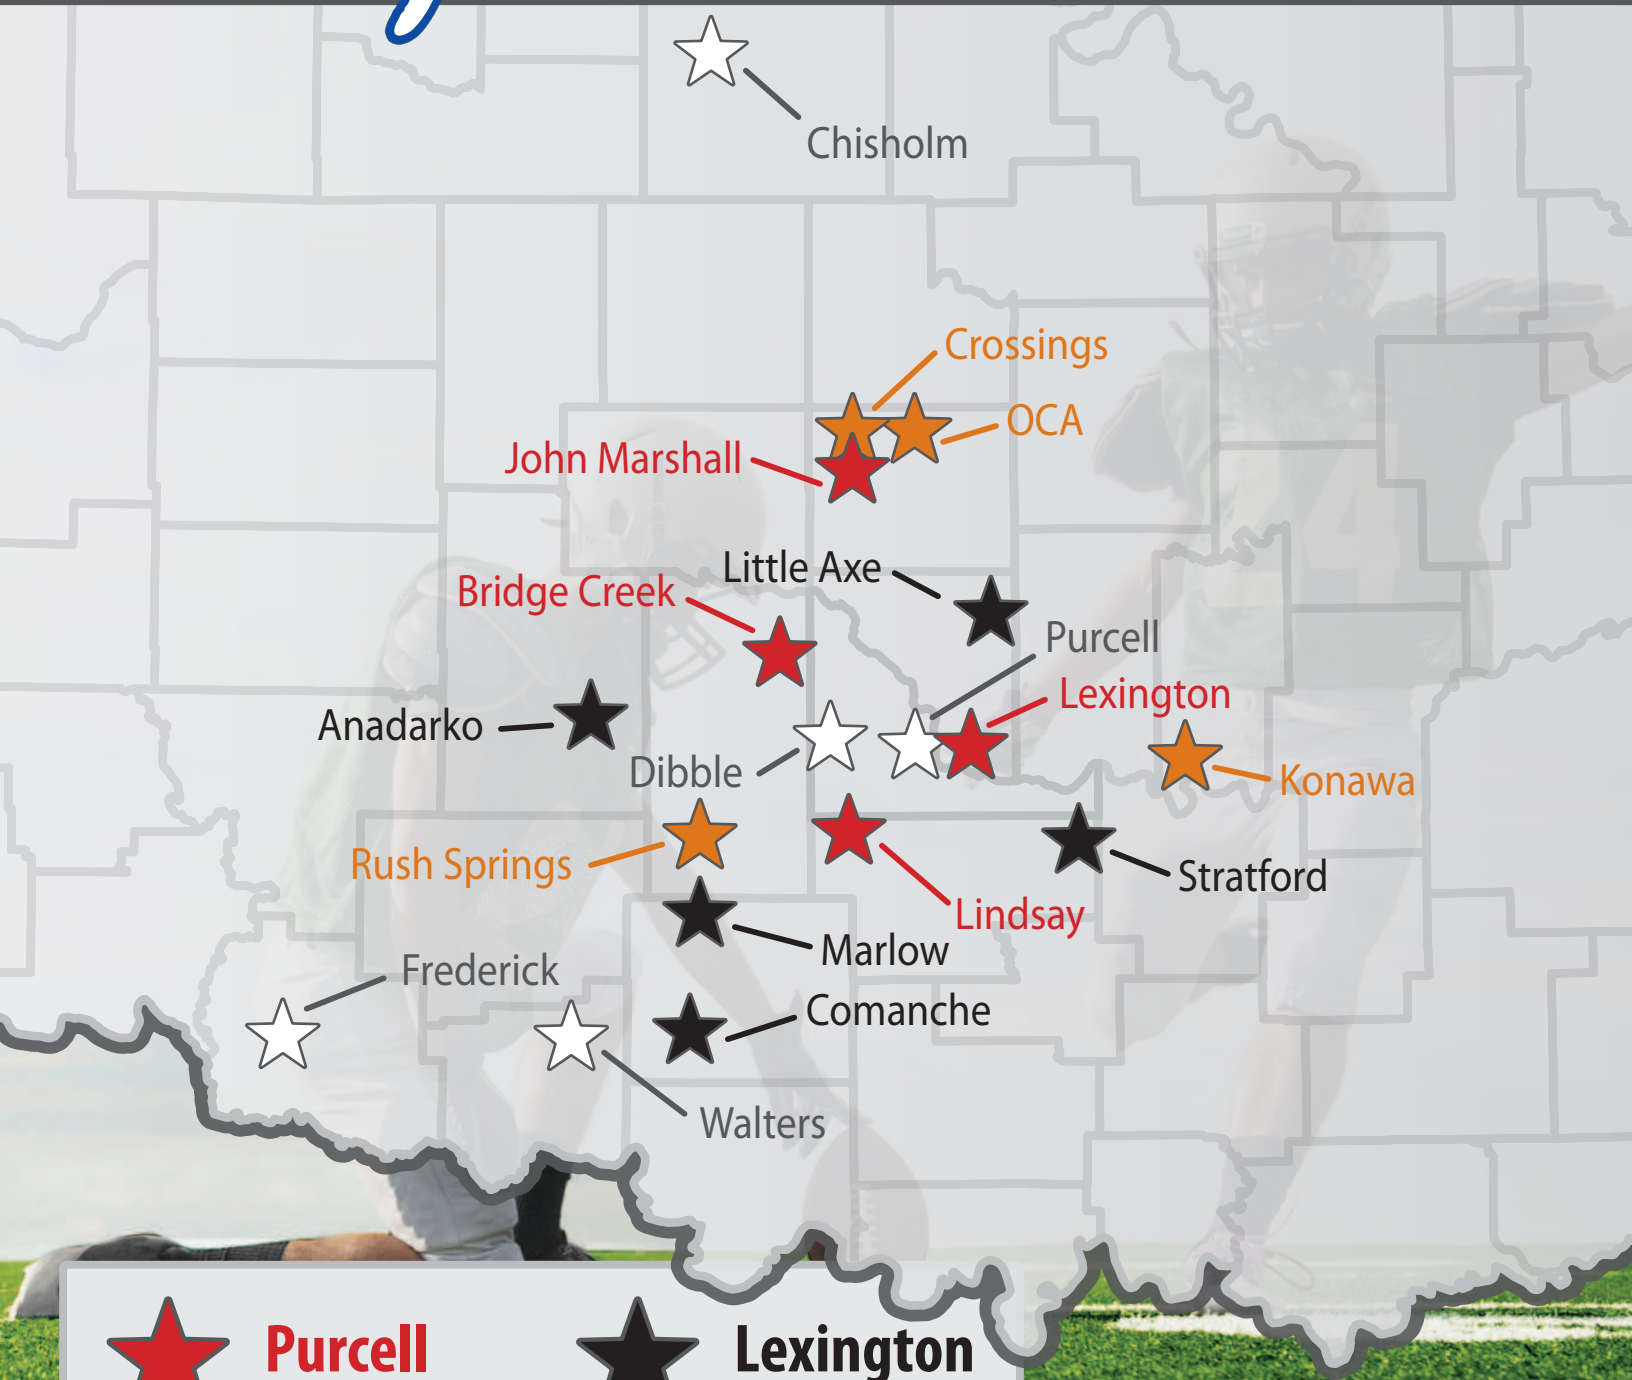 Chisholm
Crossings
OCA
John Marshall
Little Axe
Bridge Creek
Purcell
Lexington
Anadarko
Dibble
Konawa
Rush Springs
Stratford
Lindsay
Marlow
Frederick
Comanche
Walters
Purcell
Lexington